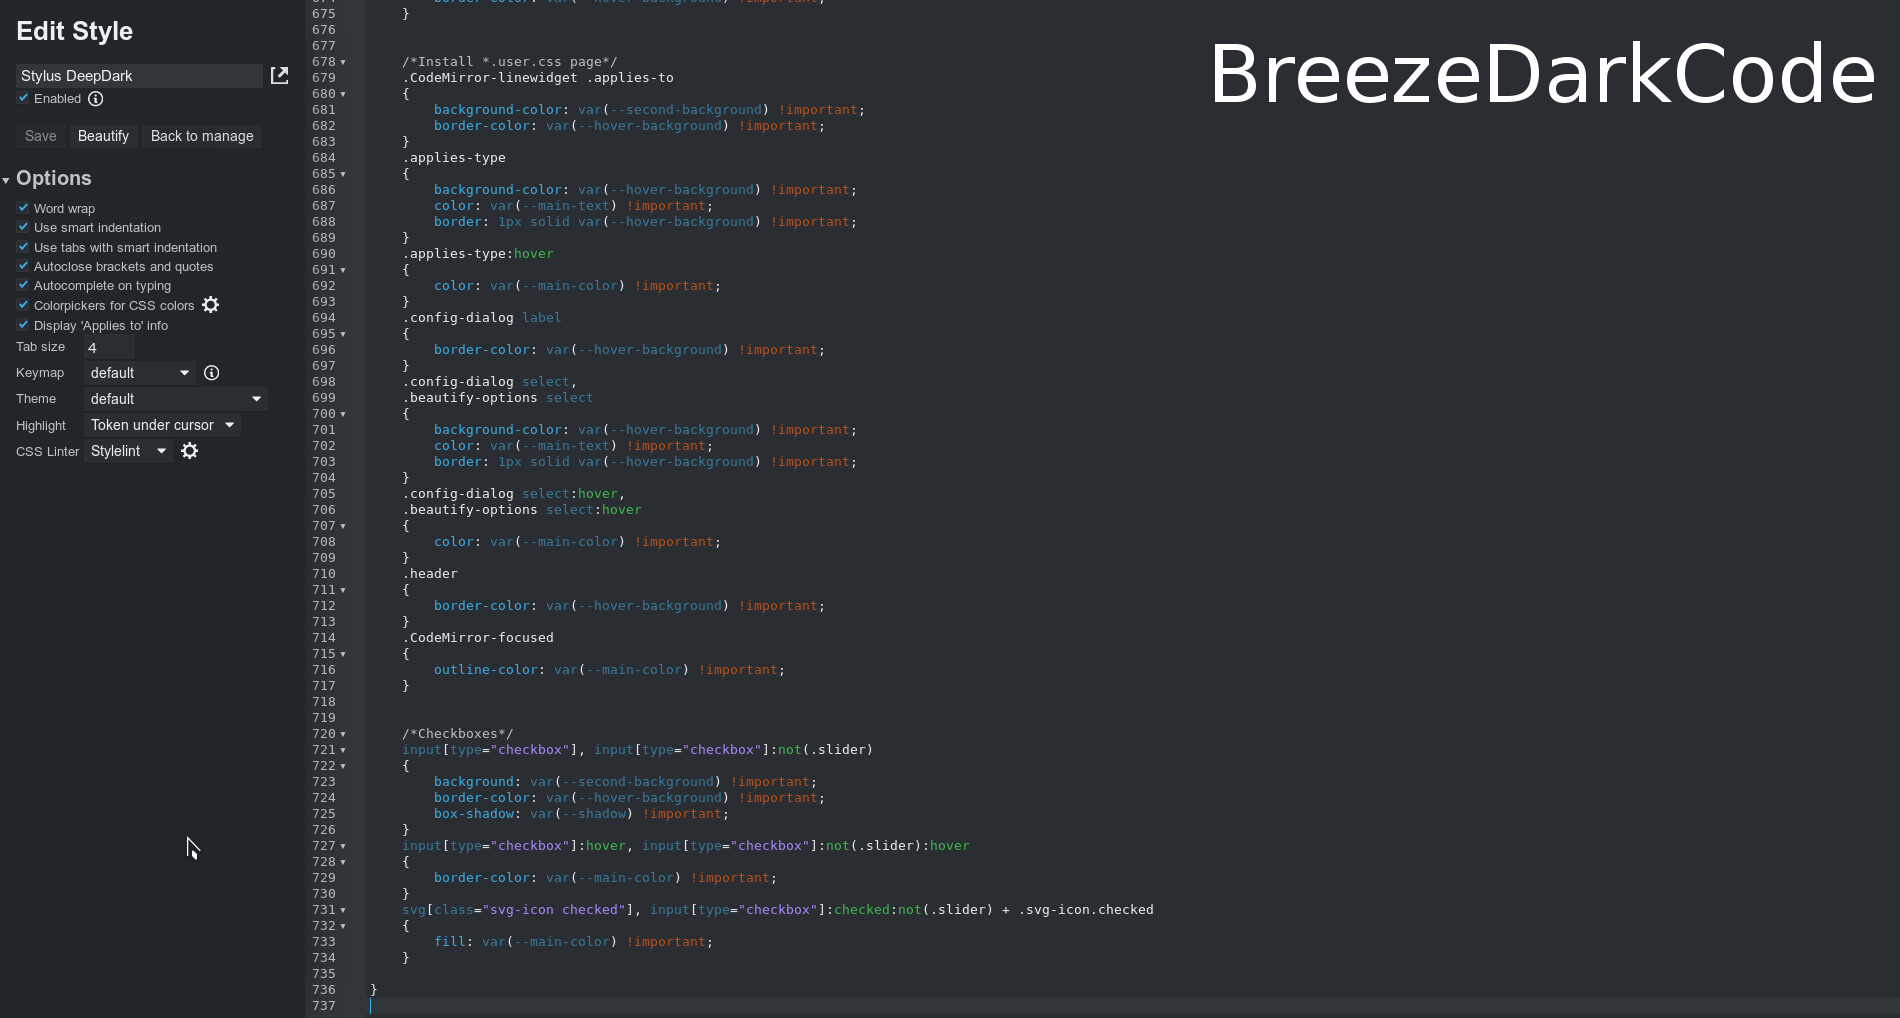 Edit Style
Stylus DeepDark
Enabled
Save Beautify Back to manage
Options
Word wrap
Use smart indentation
Use tabs with smart indentation
Autoclose brackets and quotes
Autocomplete on typing
Colorpickers for CSS colors
Display 'Applies to' info
Tab size 4
Keymap default
Theme default
Highlight Token under cursor
CSS Linter Stylelint
BreezeDarkCode
675 }
676
677
678 /*Install *.user.css page*/
679 .CodeMirror-linewidget .applies-to
680 {
681 background-color: var(--second-background) !important;
682 border-color: var(--hover-background) !important;
683 }
684 .applies-type
685 {
686 background-color: var(--hover-background) !important;
687 color: var(--main-text) !important;
688 border: 1px solid var(--hover-background) !important;
689 }
690 .applies-type:hover
691 {
692 color: var(--main-color) !important;
693 }
694 .config-dialog label
695 {
696 border-color: var(--hover-background) !important;
697 }
698 .config-dialog select,
699 .beautify-options select
700 {
701 background-color: var(--hover-background) !important;
702 color: var(--main-text) !important;
703 border: 1px solid var(--hover-background) !important;
704 }
705 .config-dialog select:hover,
706 .beautify-options select:hover
707 {
708 color: var(--main-color) !important;
709 }
710 .header
711 {
712 border-color: var(--hover-background) !important;
713 }
714 .CodeMirror-focused
715 {
716 outline-color: var(--main-color) !important;
717 }
718
719
720 /*Checkboxes*/
721 input[type="checkbox"], input[type="checkbox"]:not(.slider)
722 {
723 background: var(--second-background) !important;
724 border-color: var(--hover-background) !important;
725 box-shadow: var(--shadow) !important;
726 }
727 input[type="checkbox"]:hover, input[type="checkbox"]:not(.slider):hover
728 {
729 border-color: var(--main-color) !important;
730 }
731 svg[class="svg-icon checked"], input[type="checkbox"]:checked:not(.slider) + .svg-icon.checked
732 {
733 fill: var(--main-color) !important;
734 }
735
736 }
737